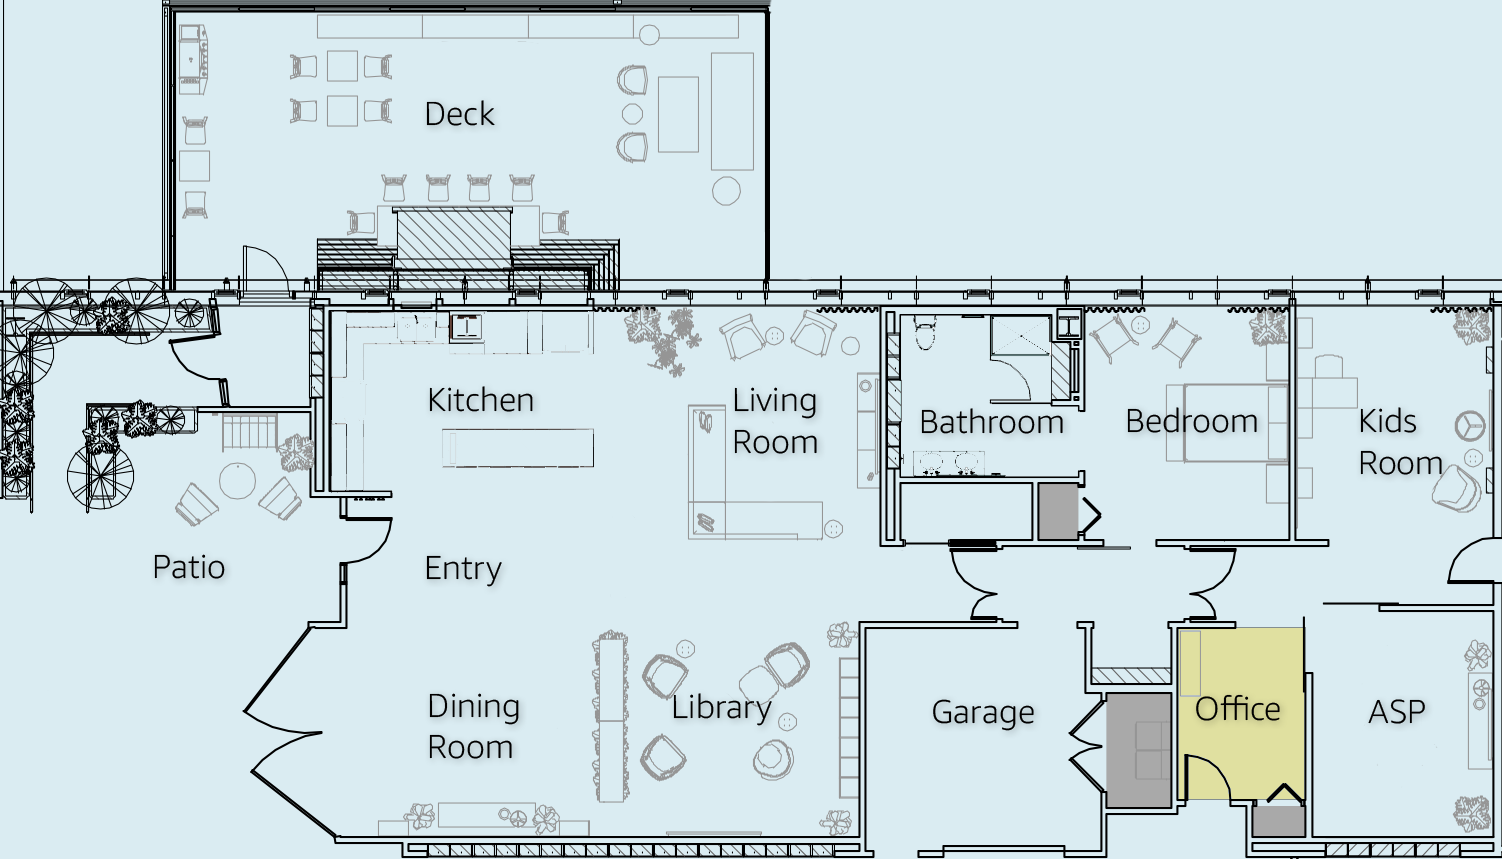 Deck
Kitchen
Living
Room
Bathroom
Bedroom
Kids
Room
Patio
Entry
Dining
Room
Library
Garage
Office
ASP